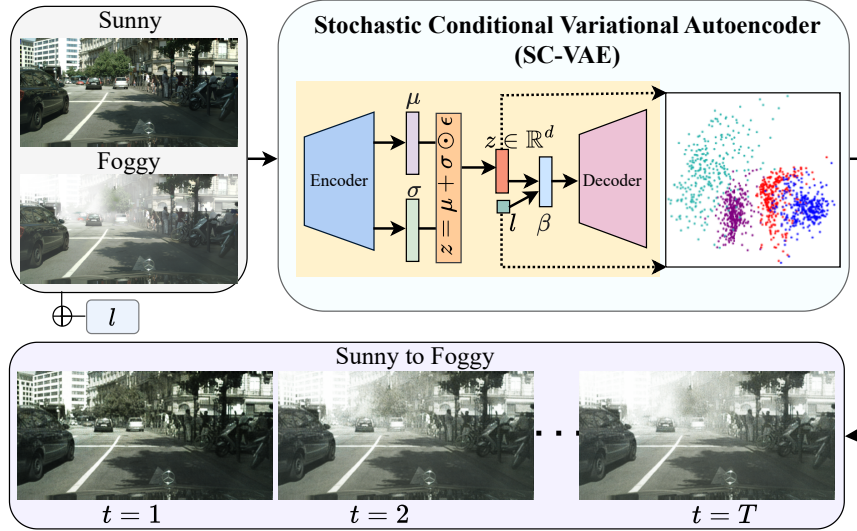 Sunny
Foggy
l
Stochastic Conditional Variational Autoencoder
(SC-VAE)
Encoder
μ
σ
z = μ + σ ⊙ ϵ
z ∈ ℝ^d
l
β
Decoder
Sunny to Foggy
t = 1
t = 2
t = T